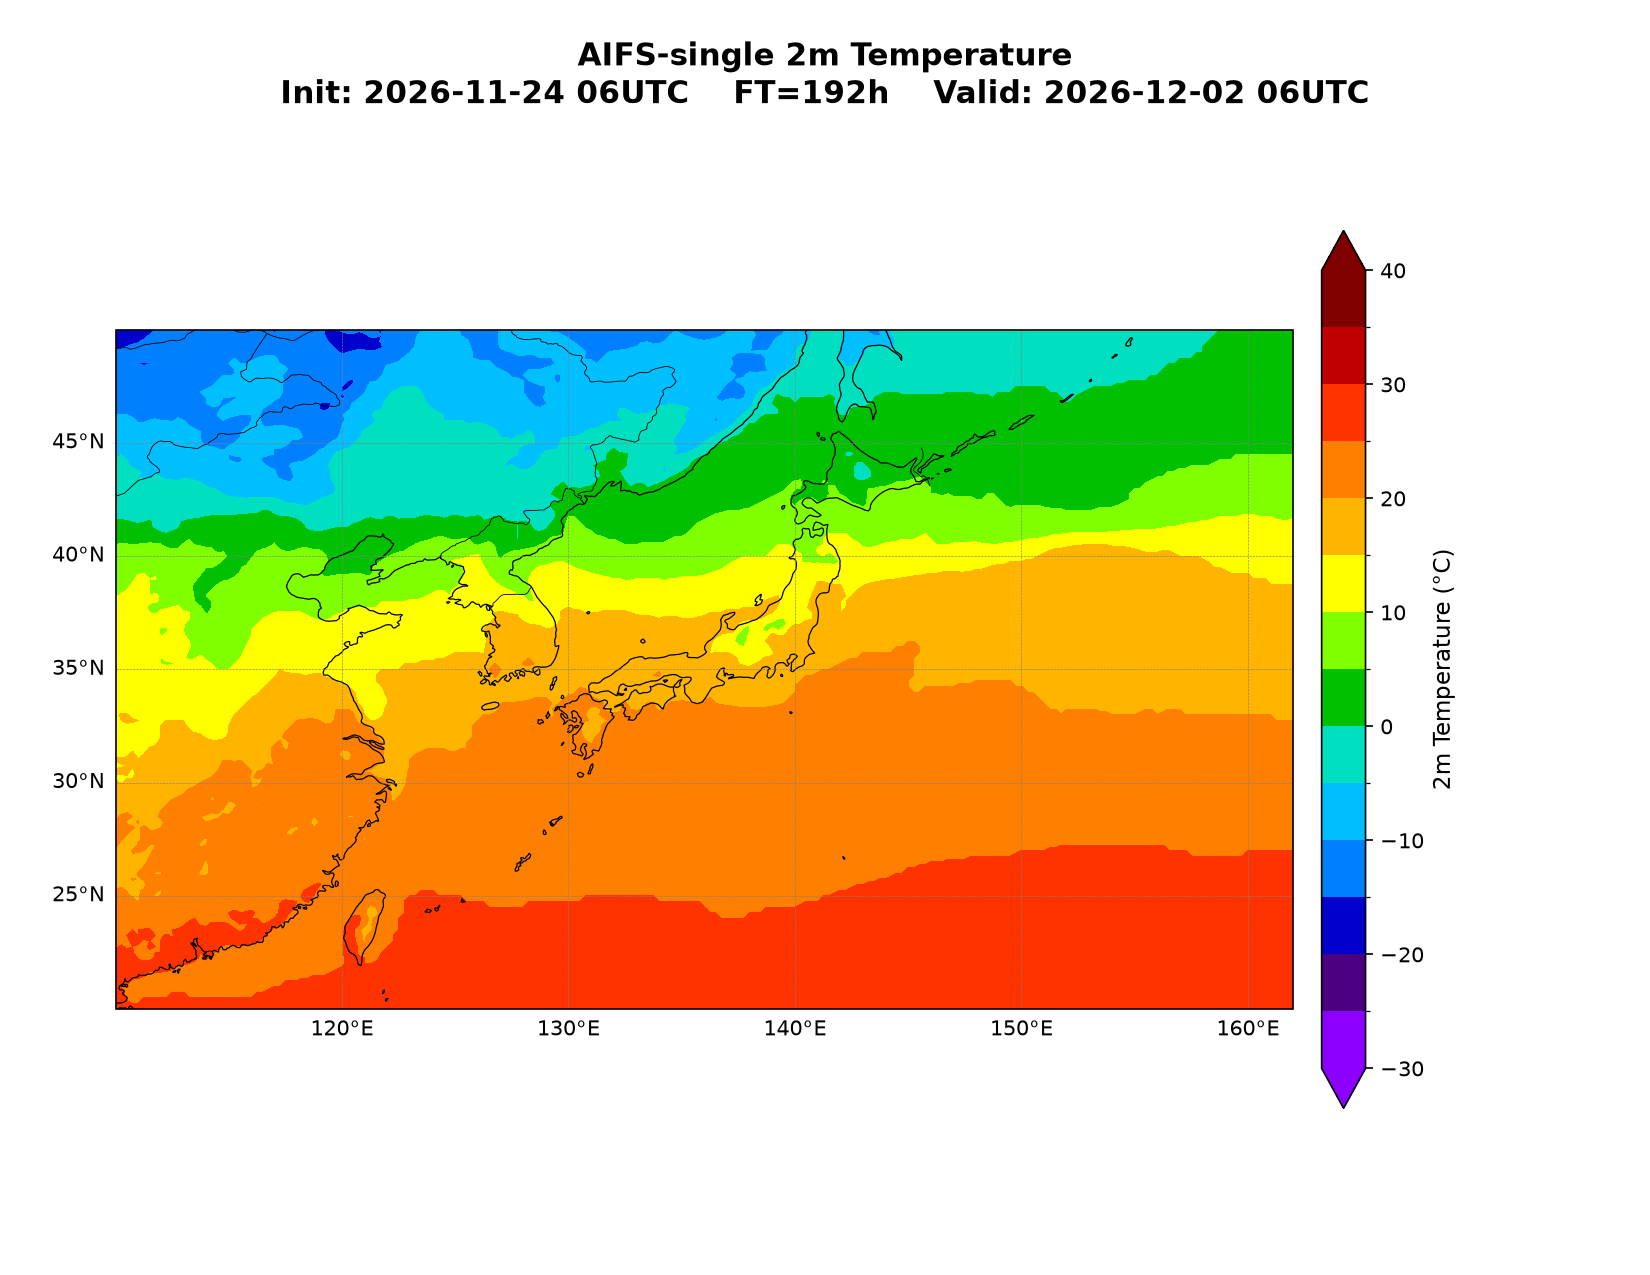 AIFS-single 2m Temperature
Init: 2026-11-24 06UTC    FT=192h    Valid: 2026-12-02 06UTC
45°N
40°N
35°N
30°N
25°N
120°E
130°E
140°E
150°E
160°E
40
30
20
10
0
−10
−20
−30
2m Temperature (°C)